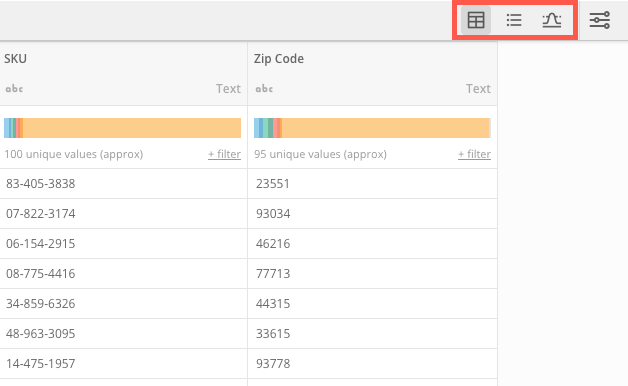 SKU Zip Code
abc Text abc Text
100 unique values (approx) + filter 95 unique values (approx) + filter
83-405-3838 23551
07-822-3174 93034
06-154-2915 46216
08-775-4416 77713
34-859-6326 44315
48-963-3095 33615
14-475-1957 93778